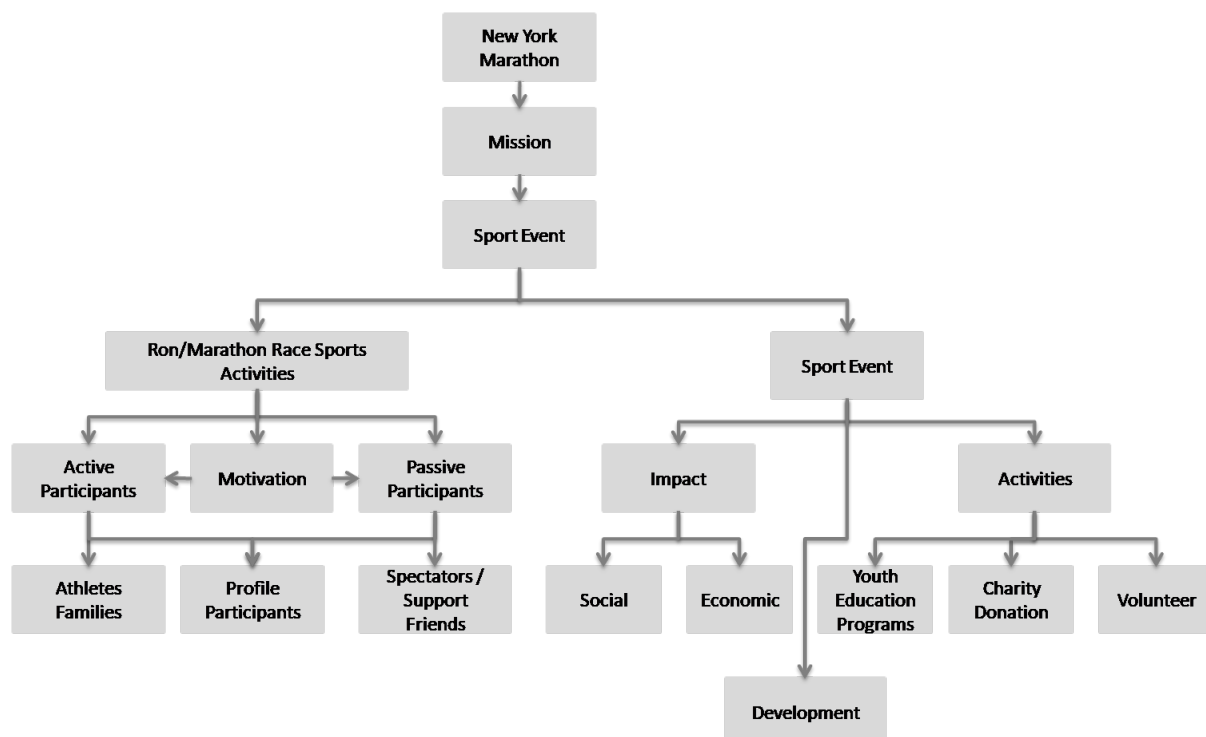 New York
Marathon
Mission
Sport Event
Ron/Marathon Race Sports
Activities
Sport Event
Active
Participants
Motivation
Passive
Participants
Impact
Activities
Athletes
Families
Profile
Participants
Spectators /
Support
Friends
Social
Economic
Youth
Education
Programs
Charity
Donation
Volunteer
Development